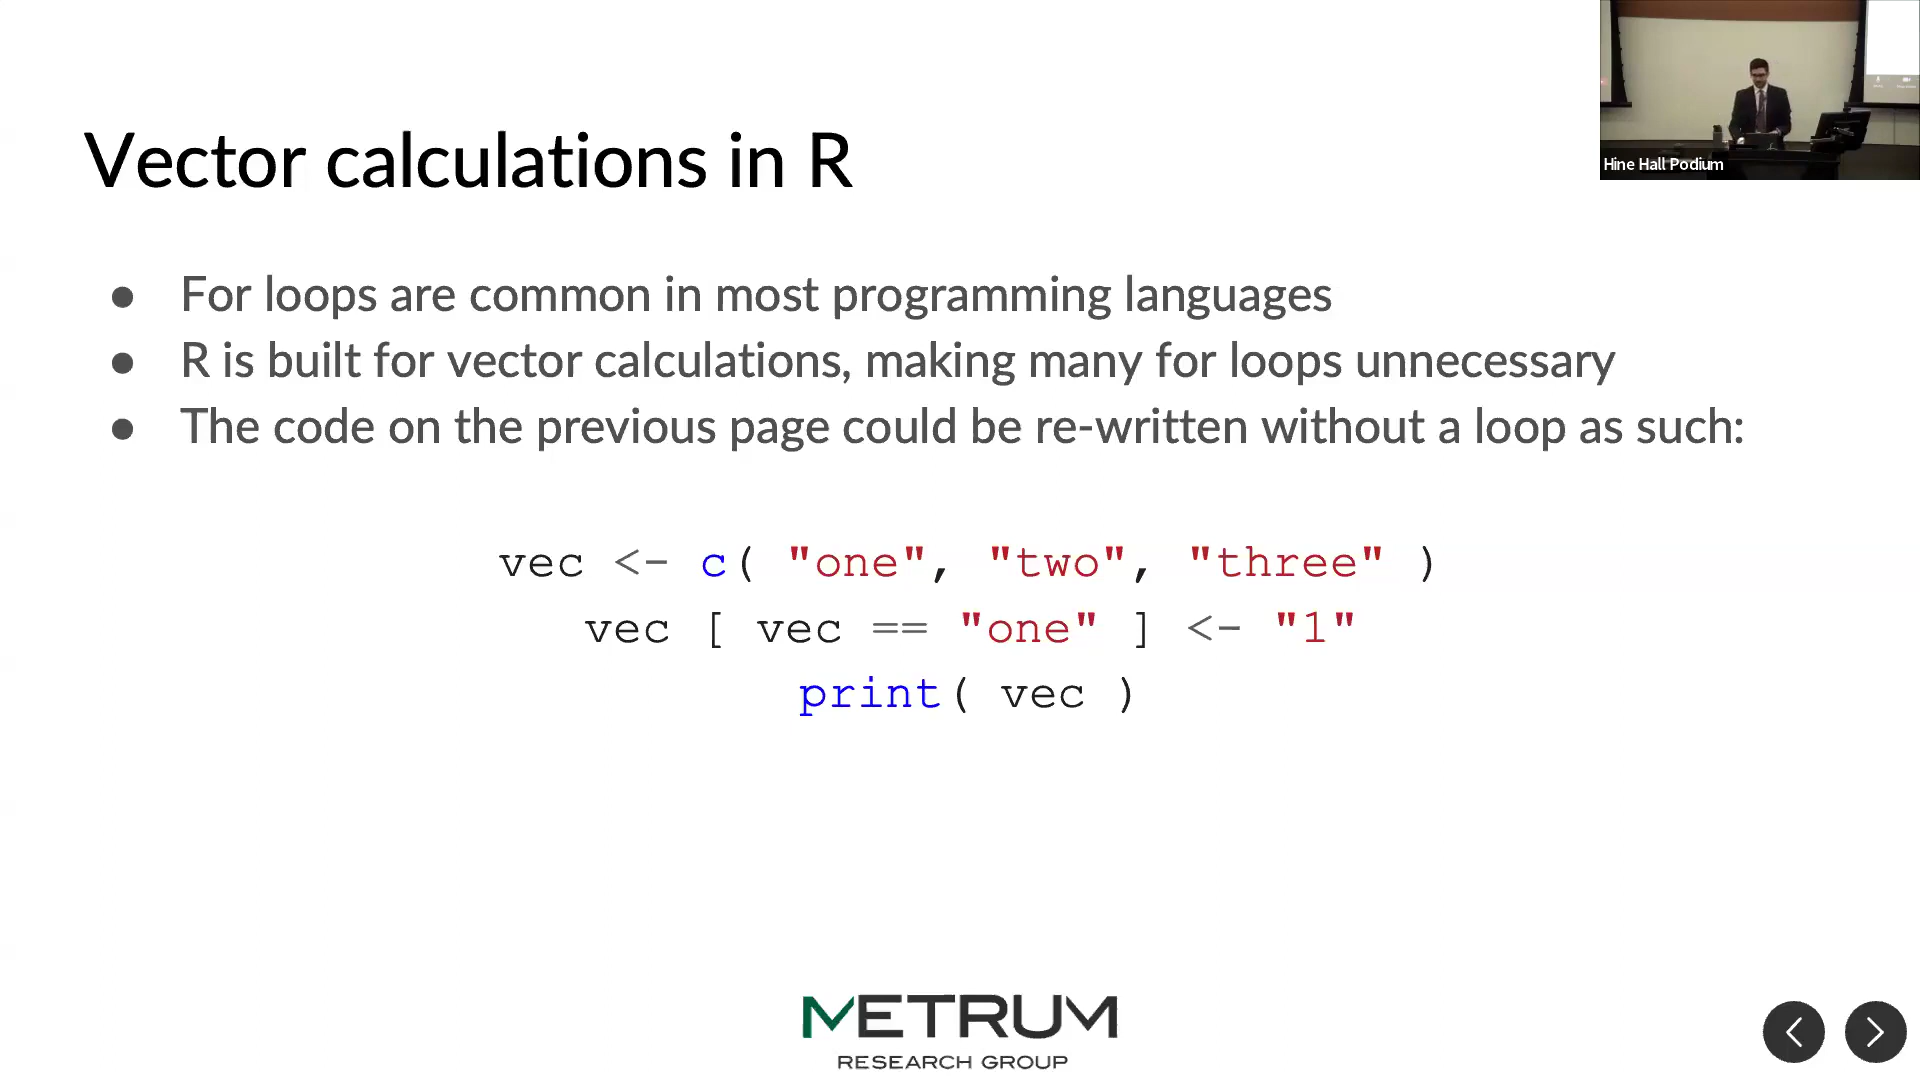 Hine Hall Podium
Vector calculations in R
● For loops are common in most programming languages
● R is built for vector calculations, making many for loops unnecessary
● The code on the previous page could be re-written without a loop as such:
vec <- c( "one", "two", "three" )
vec [ vec == "one" ] <- "1"
print( vec )
METRUM
RESEARCH GROUP